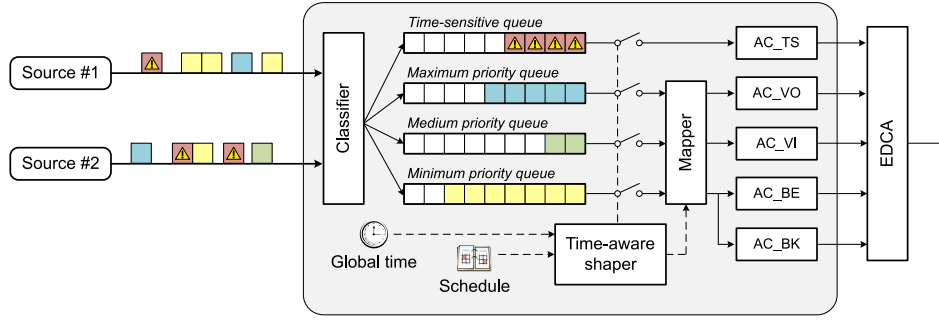 Time-sensitive queue
Source #1
Classifier
AC_TS
Maximum priority queue
AC_VO
Medium priority queue
Source #2
Mapper
AC_VI
EDCA
Minimum priority queue
AC_BE
Global time
Time-aware
shaper
AC_BK
Schedule